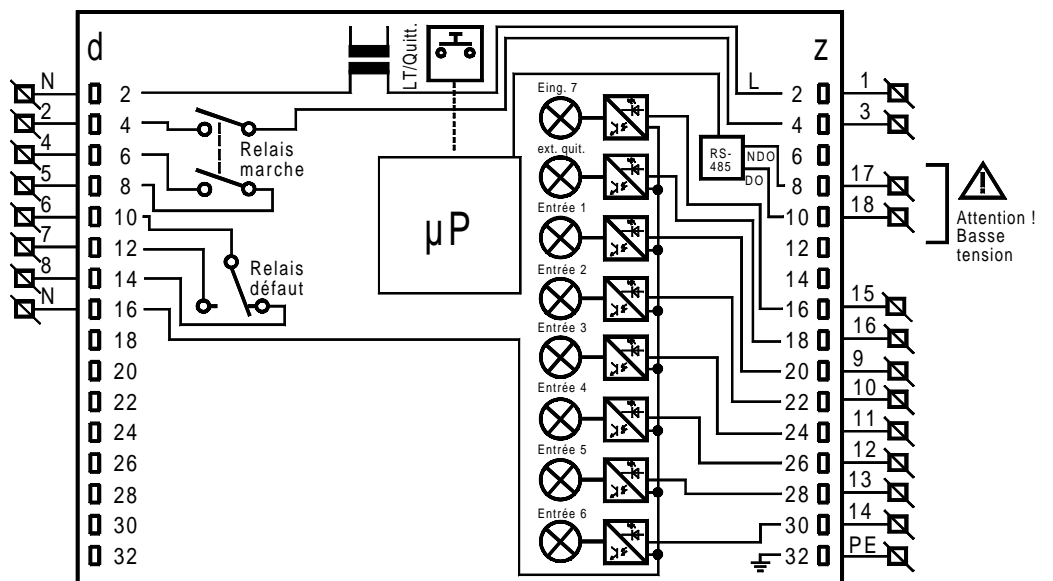 d
LT/Quitt.
z
N
2
L
2
1
2
4
4
3
4
6
Relais
marche
6
5
8
8
17
6
10
10
18
7
12
12
8
14
14
N
16
16
15
18
18
16
20
20
9
22
22
10
24
24
11
26
26
12
28
28
13
30
30
14
32
32
PE
Relais
défaut
µP
Eing. 7
ext. quit.
Entrée 1
Entrée 2
Entrée 3
Entrée 4
Entrée 5
Entrée 6
RS-
485
NDO
DO
Attention !
Basse
tension